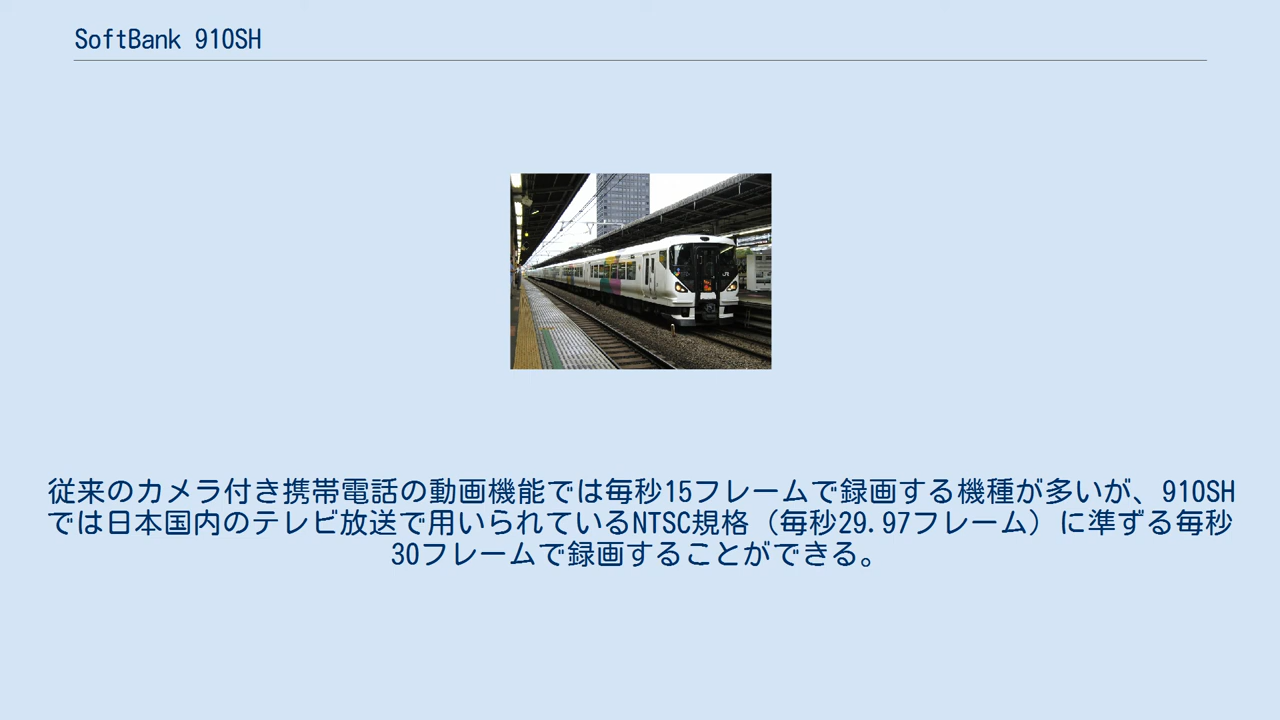 SoftBank 910SH
従来のカメラ付き携帯電話の動画機能では毎秒15フレームで録画する機種が多いが、910SH
では日本国内のテレビ放送で用いられているNTSC規格（毎秒29.97フレーム）に準ずる毎秒
30フレームで録画することができる。
JR